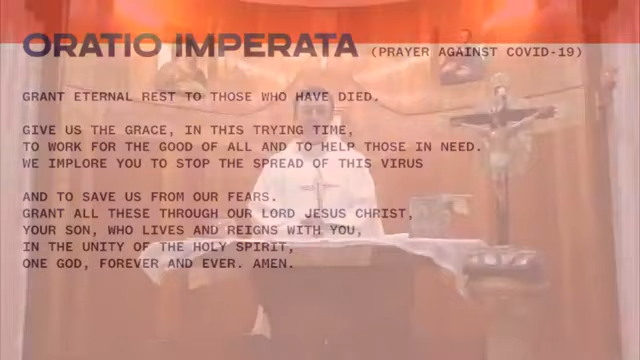 ORATIO IMPERATA (PRAYER AGAINST COVID-19)
GRANT ETERNAL REST TO THOSE WHO HAVE DIED.
GIVE US THE GRACE, IN THIS TRYING TIME,
TO WORK FOR THE GOOD OF ALL AND TO HELP THOSE IN NEED.
WE IMPLORE YOU TO STOP THE SPREAD OF THIS VIRUS
AND TO SAVE US FROM OUR FEARS.
GRANT ALL THESE THROUGH OUR LORD JESUS CHRIST,
YOUR SON, WHO LIVES AND REIGNS WITH YOU,
IN THE UNITY OF THE HOLY SPIRIT,
ONE GOD, FOREVER AND EVER. AMEN.